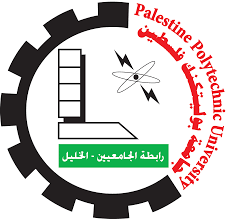 Palestine Polytechnic University
جامعة بوليتكنك فلسطين
رابطة الجامعيين - الخليل